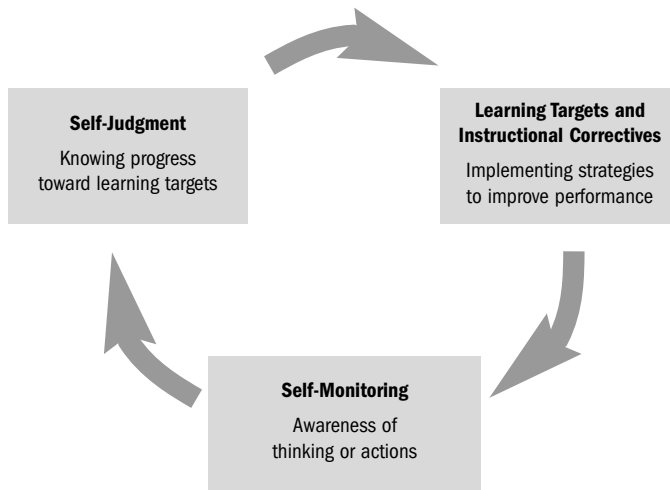 Self-Judgment
Knowing progress
toward learning targets
Learning Targets and
Instructional Correctives
Implementing strategies
to improve performance
Self-Monitoring
Awareness of
thinking or actions